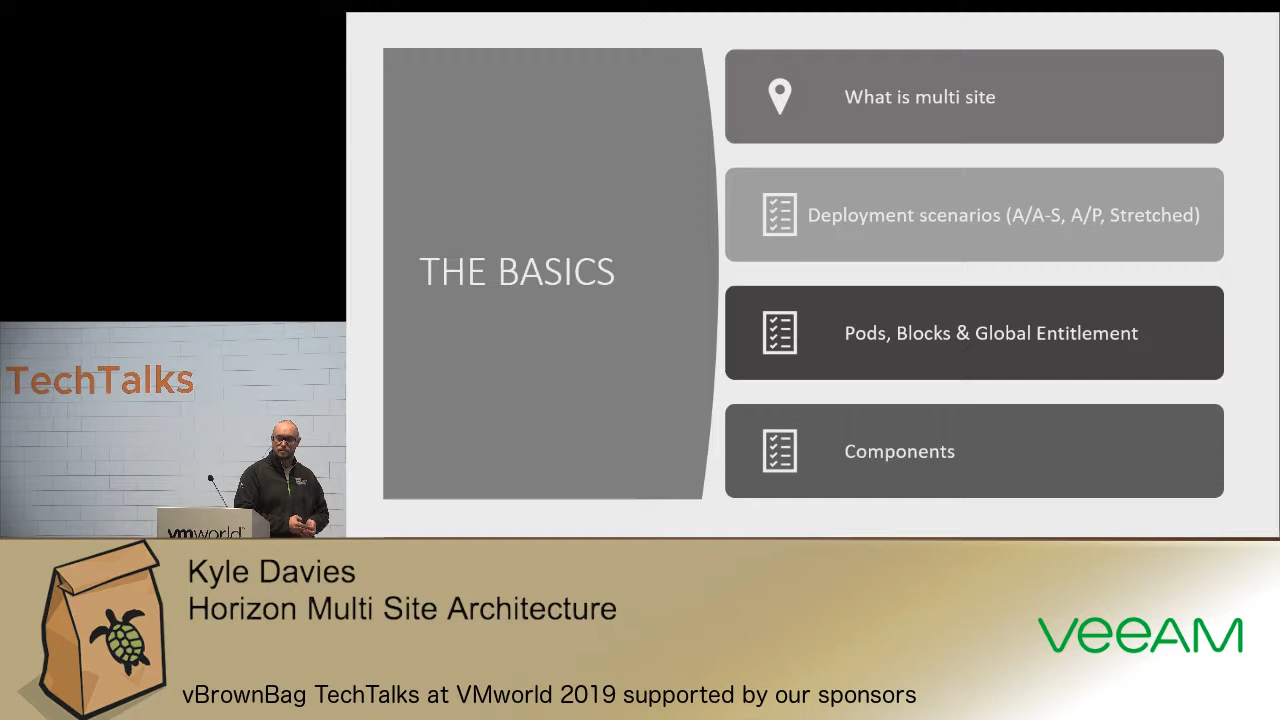 THE BASICS
What is multi site
Deployment scenarios (A/A-S, A/P, Stretched)
Pods, Blocks & Global Entitlement
Components
TechTalks
vmworld
Kyle Davies
Horizon Multi Site Architecture
veeam
vBrownBag TechTalks at VMworld 2019 supported by our sponsors